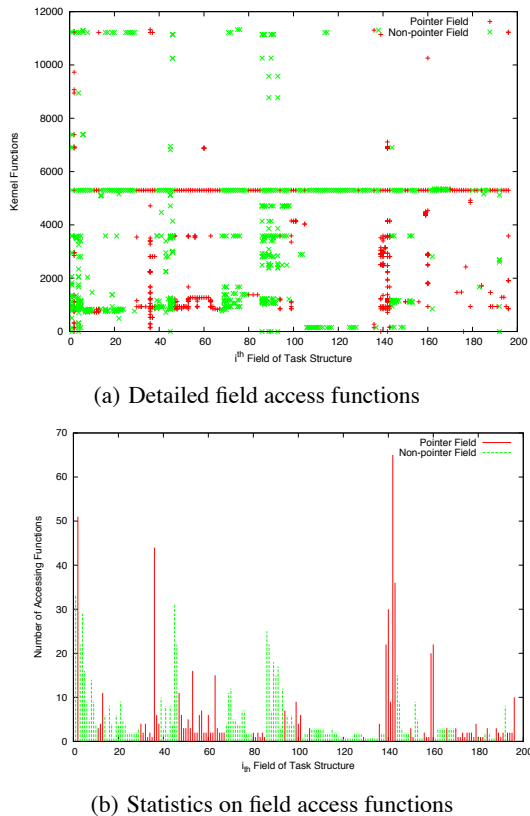 12000
10000
8000
6000
4000
2000
0
Kernel Functions
Pointer Field
Non-pointer Field
0 20 40 60 80 100 120 140 160 180 200
ith Field of Task Structure
(a) Detailed field access functions
70
60
50
40
30
20
10
0
Number of Accessing Functions
Pointer Field
Non-pointer Field
0 20 40 60 80 100 120 140 160 180 200
ith Field of Task Structure
(b) Statistics on field access functions